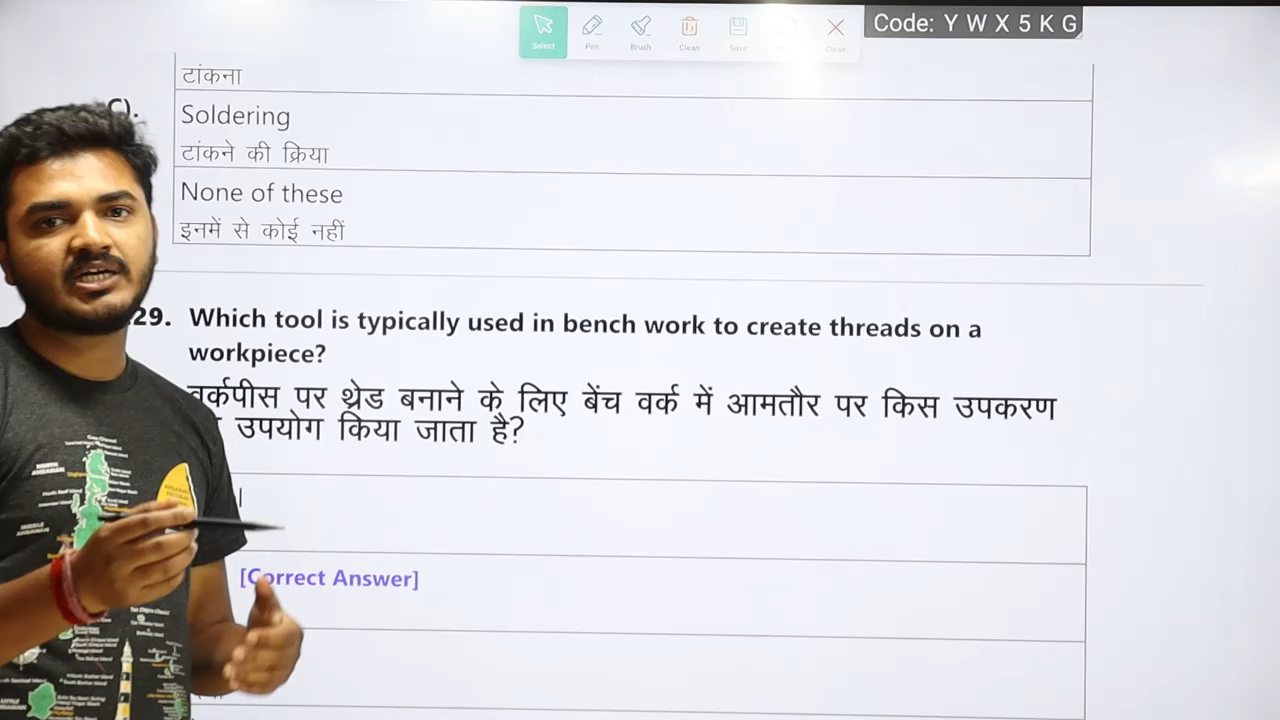 Code: Y W X 5 K G
Select
Pen
Brush
Clean
Save
Close
टांकना
C).
Soldering
टांकने की क्रिया
None of these
इनमें से कोई नहीं
29. Which tool is typically used in bench work to create threads on a
workpiece?
वर्कपीस पर थ्रेड बनाने के लिए बेंच वर्क में आमतौर पर किस उपकरण
उपयोग किया जाता है?
[Correct Answer]